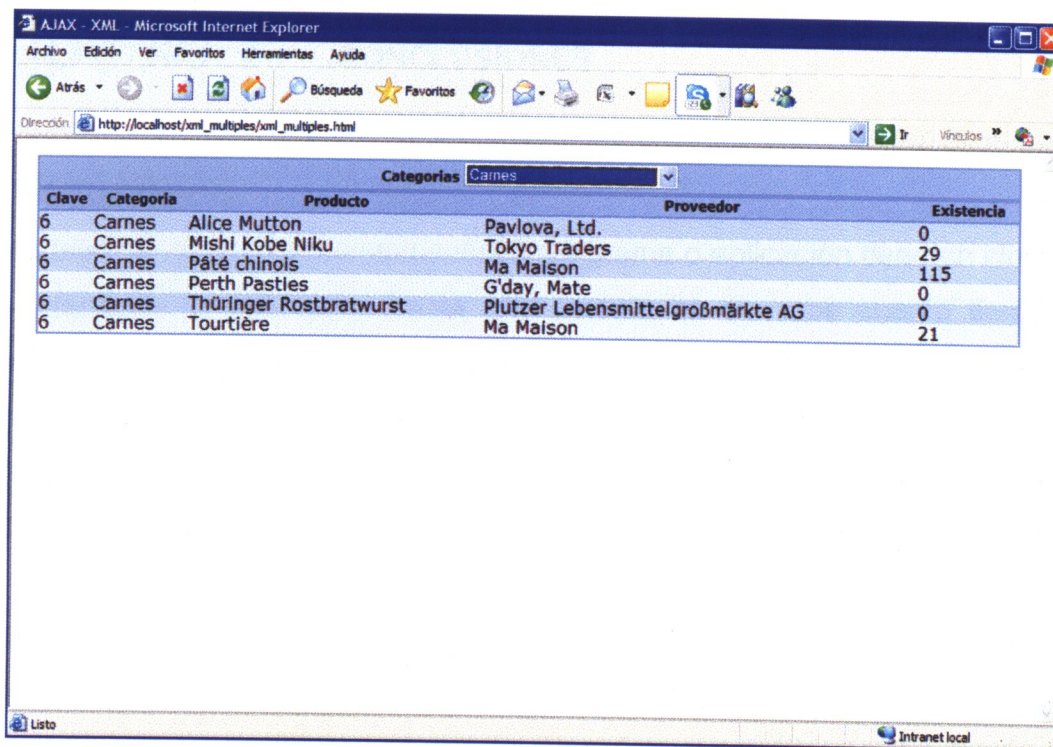 AJAX - XML - Microsoft Internet Explorer
Archivo Edición Ver Favoritos Herramientas Ayuda
Atrás Búsqueda Favoritos
Dirección http://localhost/xml_multiples/xml_multiples.html Ir Vínculos »
Categorias Carnes
Clave Categoría Producto Proveedor Existencia
6 Carnes Alice Mutton Pavlova, Ltd. 0
6 Carnes Mishi Kobe Niku Tokyo Traders 29
6 Carnes Pâté chinois Ma Maison 115
6 Carnes Perth Pasties G'day, Mate 0
6 Carnes Thüringer Rostbratwurst Plutzer Lebensmittelgroßmärkte AG 0
6 Carnes Tourtière Ma Maison 21
Listo Intranet local